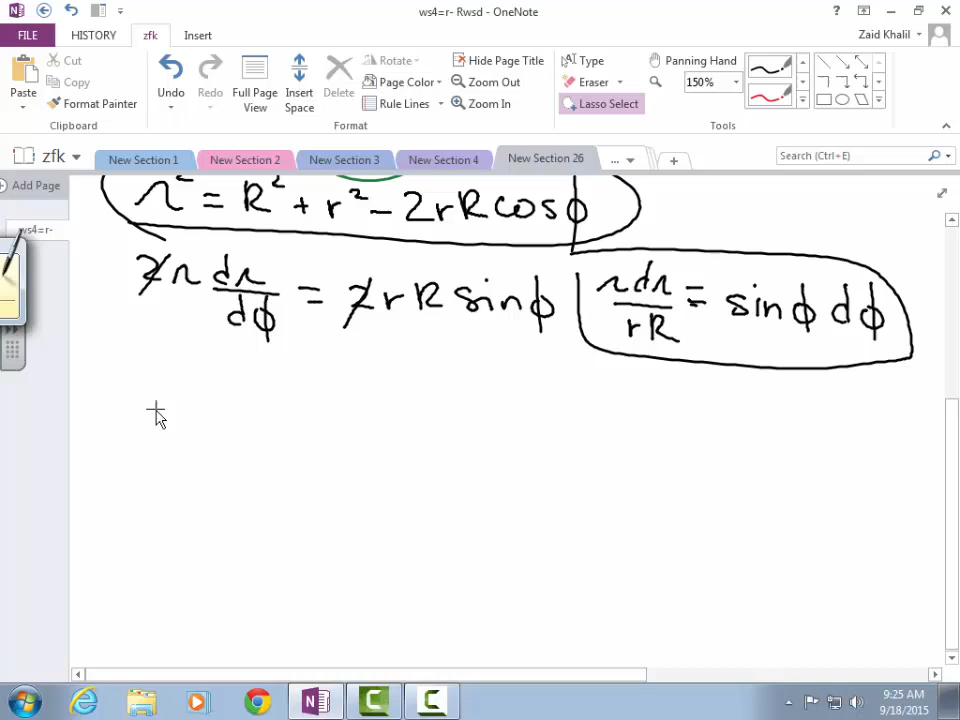 ws4=r- Rwsd - OneNote
FILE HISTORY zfk Insert Zaid Khalil
Paste Cut Copy Format Painter Undo Redo Full Page View Insert Space Delete Rotate Page Color Rule Lines Hide Page Title Zoom Out Zoom In Type Eraser Lasso Select Panning Hand 150%
Clipboard Format Tools
zfk New Section 1 New Section 2 New Section 3 New Section 4 New Section 26 ... + Search (Ctrl+E)
Add Page
ws4=r-
r² = R² + r² - 2rRcosϕ
2r dr/dϕ = 2rR sinϕ
r dr/rR = sinϕ dϕ
9:25 AM
9/18/2015